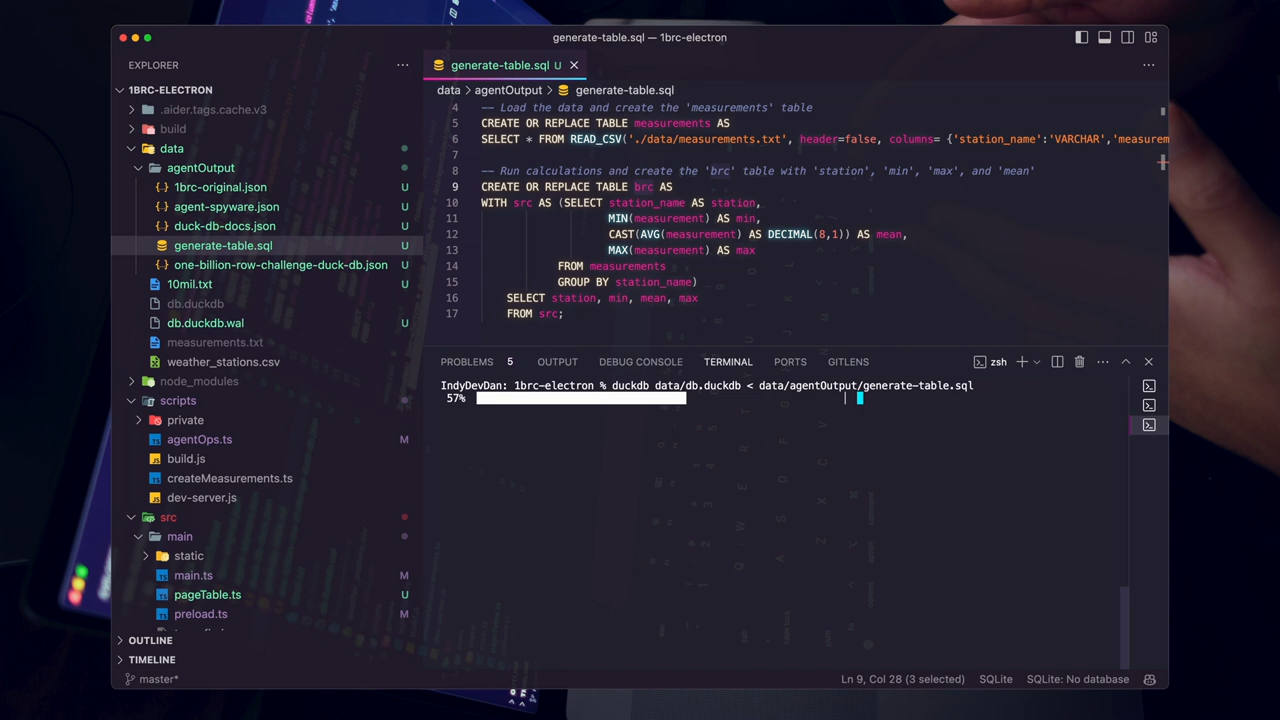 generate-table.sql — 1brc-electron
EXPLORER
1BRC-ELECTRON
.aider.tags.cache.v3
build
data
agentOutput
1brc-original.json U
agent-spyware.json U
duck-db-docs.json U
generate-table.sql U
one-billion-row-challenge-duck-db.json U
10mil.txt U
db.duckdb
db.duckdb.wal U
measurements.txt
weather_stations.csv
node_modules
scripts
private
agentOps.ts M
build.js
createMeasurements.ts
dev-server.js
src
main
static
main.ts M
pageTable.ts U
preload.ts M
OUTLINE
TIMELINE
generate-table.sql U
data > agentOutput > generate-table.sql
4 -- Load the data and create the 'measurements' table
5 CREATE OR REPLACE TABLE measurements AS
6 SELECT * FROM READ_CSV('./data/measurements.txt', header=false, columns= {'station_name':'VARCHAR','measurem
7
8 -- Run calculations and create the 'brc' table with 'station', 'min', 'max', and 'mean'
9 CREATE OR REPLACE TABLE brc AS
10 WITH src AS (SELECT station_name AS station,
11 MIN(measurement) AS min,
12 CAST(AVG(measurement) AS DECIMAL(8,1)) AS mean,
13 MAX(measurement) AS max
14 FROM measurements
15 GROUP BY station_name)
16 SELECT station, min, mean, max
17 FROM src;
PROBLEMS 5 OUTPUT DEBUG CONSOLE TERMINAL PORTS GITLENS zsh
IndyDevDan: 1brc-electron % duckdb data/db.duckdb < data/agentOutput/generate-table.sql
57%
master* Ln 9, Col 28 (3 selected) SQLite SQLite: No database